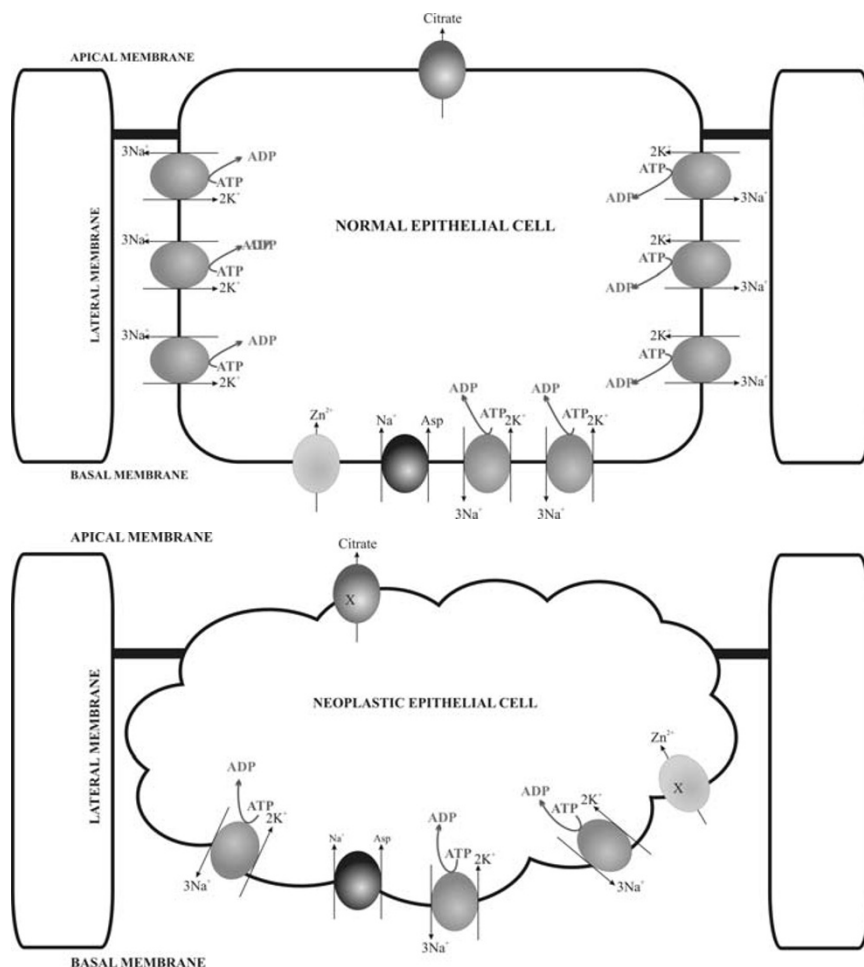 Citrate
APICAL MEMBRANE
3Na⁺ ADP
ATP
2K⁺
2K⁺
ATP
ADP 3Na⁺
LATERAL MEMBRANE
NORMAL EPITHELIAL CELL
3Na⁺ ADP
ATP
2K⁺
2K⁺
ATP
ADP 3Na⁺
3Na⁺ ADP
ATP
2K⁺
2K⁺
ATP
ADP 3Na⁺
Zn²⁺ Na⁺ Asp ADP ATP 2K⁺ ADP ATP 2K⁺
BASAL MEMBRANE
3Na⁺ 3Na⁺
APICAL MEMBRANE
Citrate
X
LATERAL MEMBRANE
NEOPLASTIC EPITHELIAL CELL
Zn²⁺
X
ADP
ATP
2K⁺
3Na⁺
Na⁺ Asp
ADP
ATP 2K⁺
3Na⁺
ADP ATP 2K⁺
3Na⁺
BASAL MEMBRANE